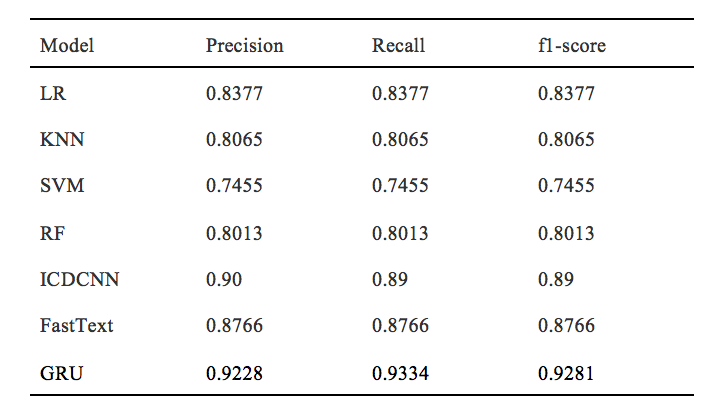 Model Precision Recall f1-score
LR 0.8377 0.8377 0.8377
KNN 0.8065 0.8065 0.8065
SVM 0.7455 0.7455 0.7455
RF 0.8013 0.8013 0.8013
ICDCNN 0.90 0.89 0.89
FastText 0.8766 0.8766 0.8766
GRU 0.9228 0.9334 0.9281